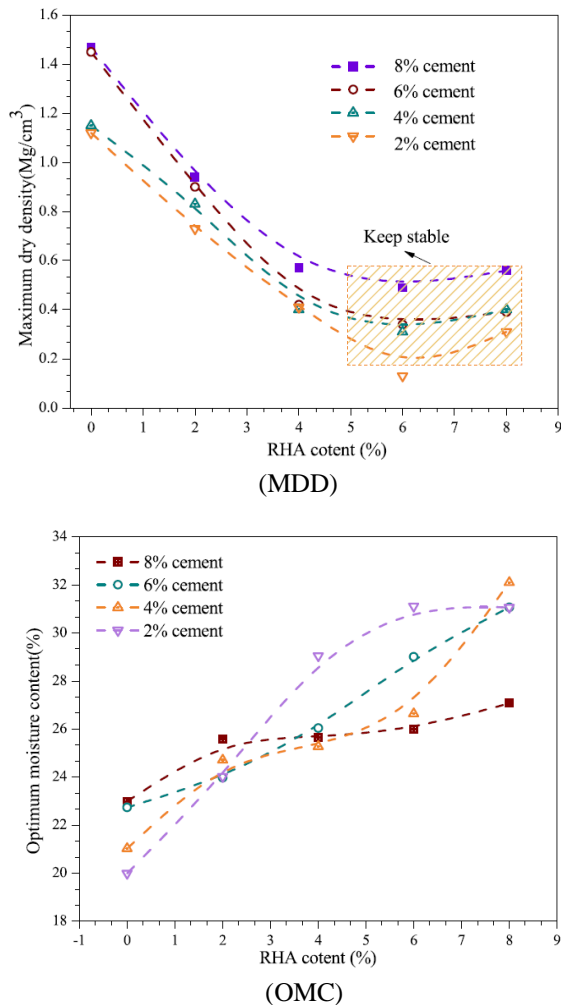 1.6
1.4
1.2
1.0
0.8
0.6
0.4
0.2
0.0
Maximum dry density(Mg/cm³)
8% cement
6% cement
4% cement
2% cement
Keep stable
0 1 2 3 4 5 6 7 8 9
RHA cotent (%)
(MDD)
34
32
30
28
26
24
22
20
18
Optimum moisture content(%)
8% cement
6% cement
4% cement
2% cement
-1 0 1 2 3 4 5 6 7 8 9
RHA cotent (%)
(OMC)